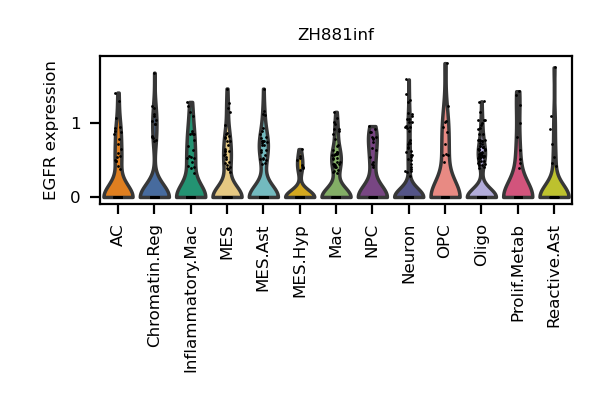 ZH881inf
EGFR expression
1
0
AC
Chromatin.Reg
Inflammatory.Mac
MES
MES.Ast
MES.Hyp
Mac
NPC
Neuron
OPC
Oligo
Prolif.Metab
Reactive.Ast